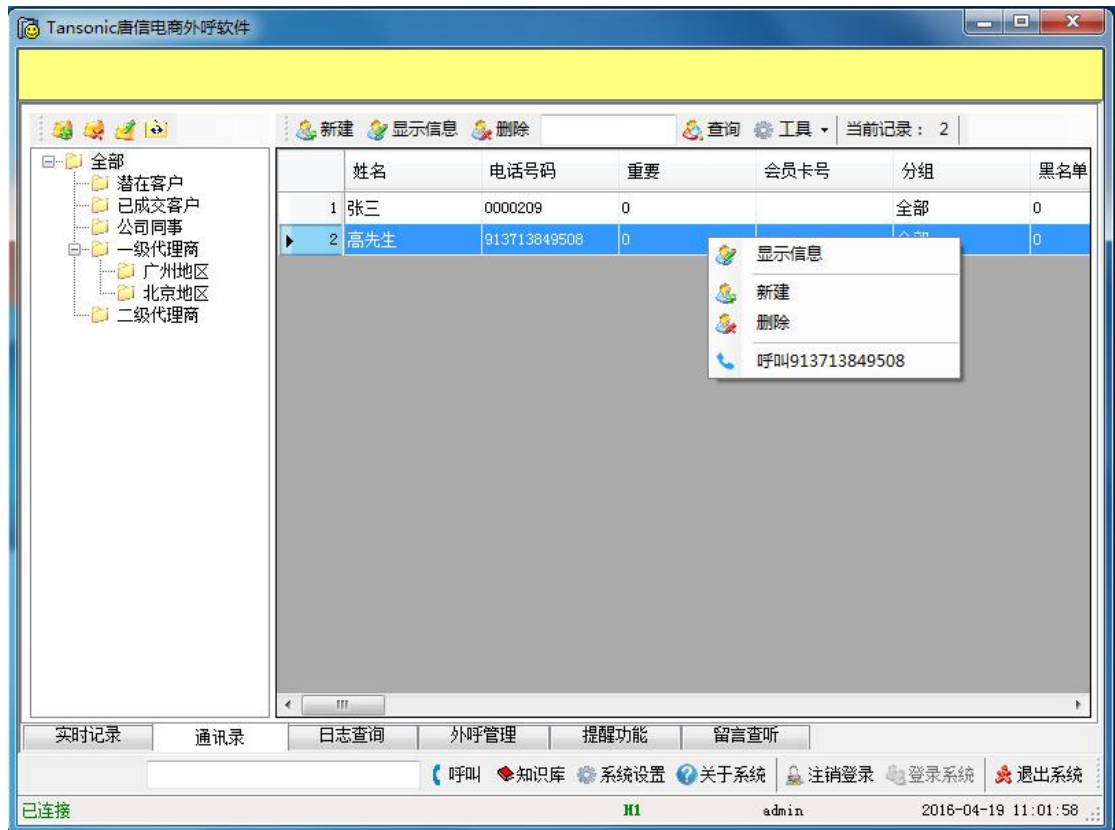 Tansonic唐信电商外呼软件
新建 显示信息 删除 查询 工具 当前记录： 2
全部
潜在客户
已成交客户
公司同事
一级代理商
广州地区
北京地区
二级代理商
姓名 电话号码 重要 会员卡号 分组 黑名单
1 张三 0000209 0 全部 0
2 高先生 913713849508 0 0
显示信息
新建
删除
呼叫913713849508
实时记录 通讯录 日志查询 外呼管理 提醒功能 留言查听
呼叫 知识库 系统设置 关于系统 注销登录 登录系统 退出系统
已连接 H1 admin 2016-04-19 11:01:58